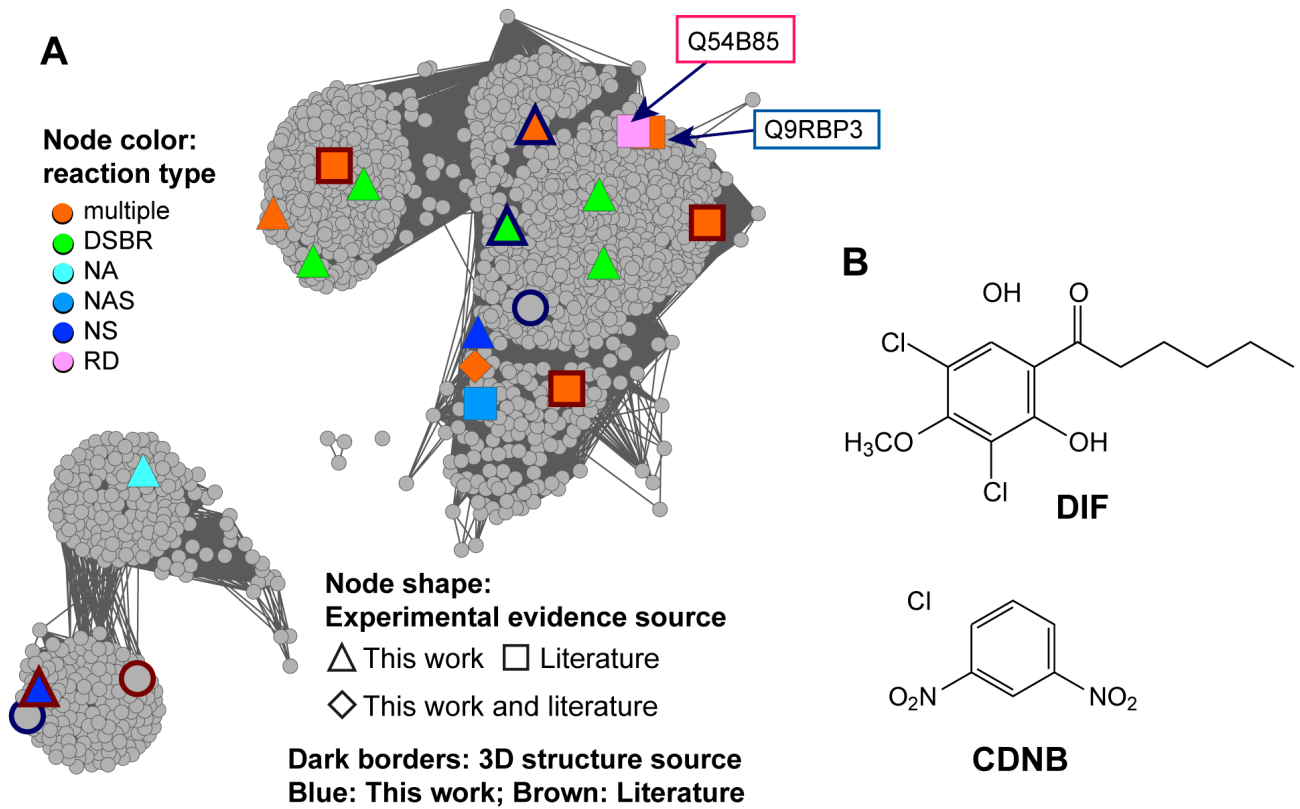 A
Q54B85
Q9RBP3
Node color:
reaction type
multiple
DSBR
NA
NAS
NS
RD
Node shape:
Experimental evidence source
This work
Literature
This work and literature
Dark borders: 3D structure source
Blue: This work; Brown: Literature
B
OH
O
Cl
H3CO
OH
Cl
DIF
Cl
O2N
NO2
CDNB